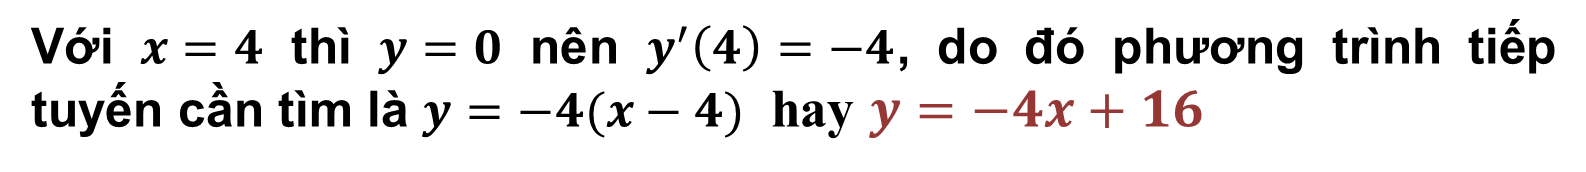 Với x = 4 thì y = 0 nên y′(4) = −4, do đó phương trình tiếp
tuyến cần tìm là y = −4(x − 4) hay y = −4x + 16